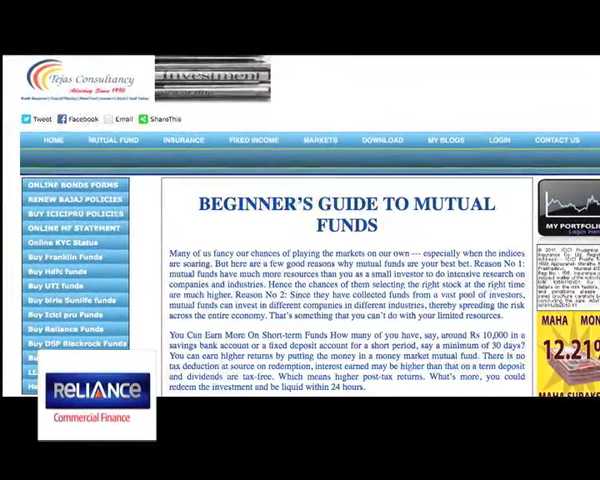 Tejas Consultancy
Advising Since 1990
Investment
Tweet Facebook Email ShareThis
HOME MUTUAL FUND INSURANCE FIXED INCOME MARKETS DOWNLOAD MY BLOGS LOGIN CONTACT US
ONLINE BONDS FORMS
RENEW BAJAJ POLICIES
BUY ICICIPRU POLICIES
ONLINE MF STATEMENT
Online KYC Status
Buy Franklin Funds
Buy Hdfc funds
Buy UTI funds
Buy birla Sunlife funds
Buy Icici pru Funds
Buy Reliance Funds
Buy DSP Blackrock Funds
BEGINNER'S GUIDE TO MUTUAL
FUNDS
Many of us fancy our chances of playing the markets on our own --- especially when the indices
are soaring. But here are a few good reasons why mutual funds are your best bet. Reason No 1:
mutual funds have much more resources than you as a small investor to do intensive research on
companies and industries. Hence the chances of them selecting the right stock at the right time
are much higher. Reason No 2: Since they have collected funds from a vast pool of investors,
mutual funds can invest in different companies in different industries, thereby spreading the risk
across the entire economy. That's something that you can't do with your limited resources.
You Can Earn More On Short-term Funds How many of you have, say, around Rs 10,000 in a
savings bank account or a fixed deposit account for a short period, say a minimum of 30 days?
You can earn higher returns by putting the money in a money market mutual fund. There is no
tax deduction at source on redemption, interest earned may be higher than that on a term deposit
and dividends are tax-free. Which means higher post-tax returns. What's more, you could
redeem the investment and be liquid within 24 hours.
MY PORTFOLI
Login Here
MAHA MON
12.21%
MAHA SURAKS
RELIANCE
Commercial Finance